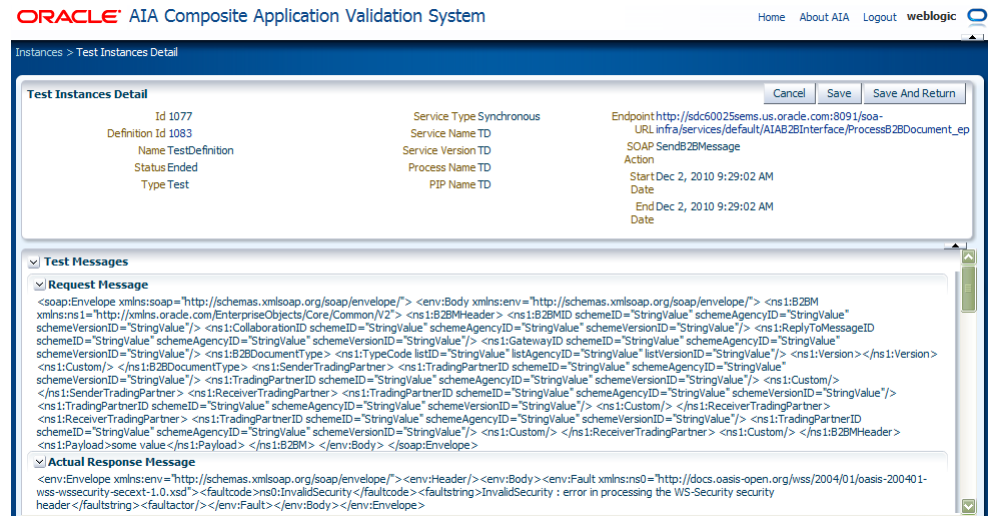 ORACLE AIA Composite Application Validation System
Home About AIA Logout weblogic
Instances > Test Instances Detail
Test Instances Detail
Cancel Save Save And Return
Id 1077
Definition Id 1083
Name TestDefinition
Status Ended
Type Test
Service Type Synchronous
Service Name TD
Service Version TD
Process Name TD
PIP Name TD
Endpoint http://sdc60025sems.us.oracle.com:8091/soa-
URL infra/services/default/AIAB2BInterface/ProcessB2BDocument_ep
SOAP SendB2BMessage
Action
Start Dec 2, 2010 9:29:02 AM
Date
End Dec 2, 2010 9:29:02 AM
Date
Test Messages
Request Message
<soap:Envelope xmlns:soap="http://schemas.xmlsoap.org/soap/envelope/"> <env:Body xmlns:env="http://schemas.xmlsoap.org/soap/envelope/"> <ns1:B2BM
xmlns:ns1="http://xmlns.oracle.com/EnterpriseObjects/Core/Common/V2"> <ns1:B2BMHeader> <ns1:B2BMID schemeID="StringValue" schemeAgencyID="StringValue"
schemeVersionID="StringValue"/> <ns1:CollaborationID schemeID="StringValue" schemeAgencyID="StringValue" schemeVersionID="StringValue"/> <ns1:ReplyToMessageID
schemeID="StringValue" schemeAgencyID="StringValue" schemeVersionID="StringValue"/> <ns1:GatewayID schemeID="StringValue" schemeAgencyID="StringValue"
schemeVersionID="StringValue"/> <ns1:B2BDocumentType> <ns1:TypeCode listID="StringValue" listAgencyID="StringValue" listVersionID="StringValue"/> <ns1:Version></ns1:Version>
<ns1:Custom/> </ns1:B2BDocumentType> <ns1:SenderTradingPartner> <ns1:TradingPartnerID schemeID="StringValue" schemeAgencyID="StringValue"
schemeVersionID="StringValue"/> <ns1:TradingPartnerID schemeID="StringValue" schemeAgencyID="StringValue" schemeVersionID="StringValue"/> <ns1:Custom/>
</ns1:SenderTradingPartner> <ns1:ReceiverTradingPartner> <ns1:TradingPartnerID schemeID="StringValue" schemeAgencyID="StringValue" schemeVersionID="StringValue"/>
<ns1:TradingPartnerID schemeID="StringValue" schemeAgencyID="StringValue" schemeVersionID="StringValue"/> <ns1:Custom/> </ns1:ReceiverTradingPartner>
<ns1:ReceiverTradingPartner> <ns1:TradingPartnerID schemeID="StringValue" schemeAgencyID="StringValue" schemeVersionID="StringValue"/> <ns1:TradingPartnerID
schemeID="StringValue" schemeAgencyID="StringValue" schemeVersionID="StringValue"/> <ns1:Custom/> </ns1:ReceiverTradingPartner> <ns1:Custom/> </ns1:B2BMHeader>
<ns1:Payload>some value</ns1:Payload> </ns1:B2BM> </env:Body> </soap:Envelope>
Actual Response Message
<env:Envelope xmlns:env="http://schemas.xmlsoap.org/soap/envelope/"><env:Header/><env:Body><env:Fault xmlns:ns0="http://docs.oasis-open.org/wss/2004/01/oasis-200401-
wss-wssecurity-secext-1.0.xsd"><faultcode>ns0:InvalidSecurity</faultcode><faultstring>InvalidSecurity : error in processing the WS-Security security
header</faultstring><faultactor/></env:Fault></env:Body></env:Envelope>